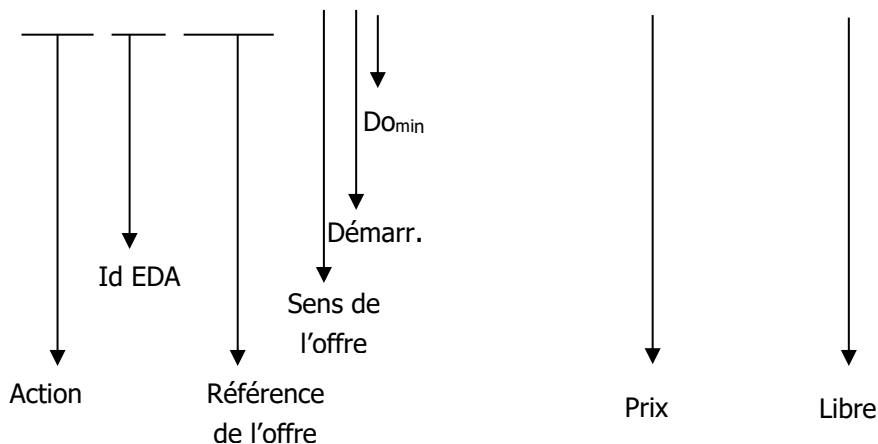 Domin
Démarr.
Id EDA
Sens de
l’offre
Action
Référence
de l’offre
Prix
Libre